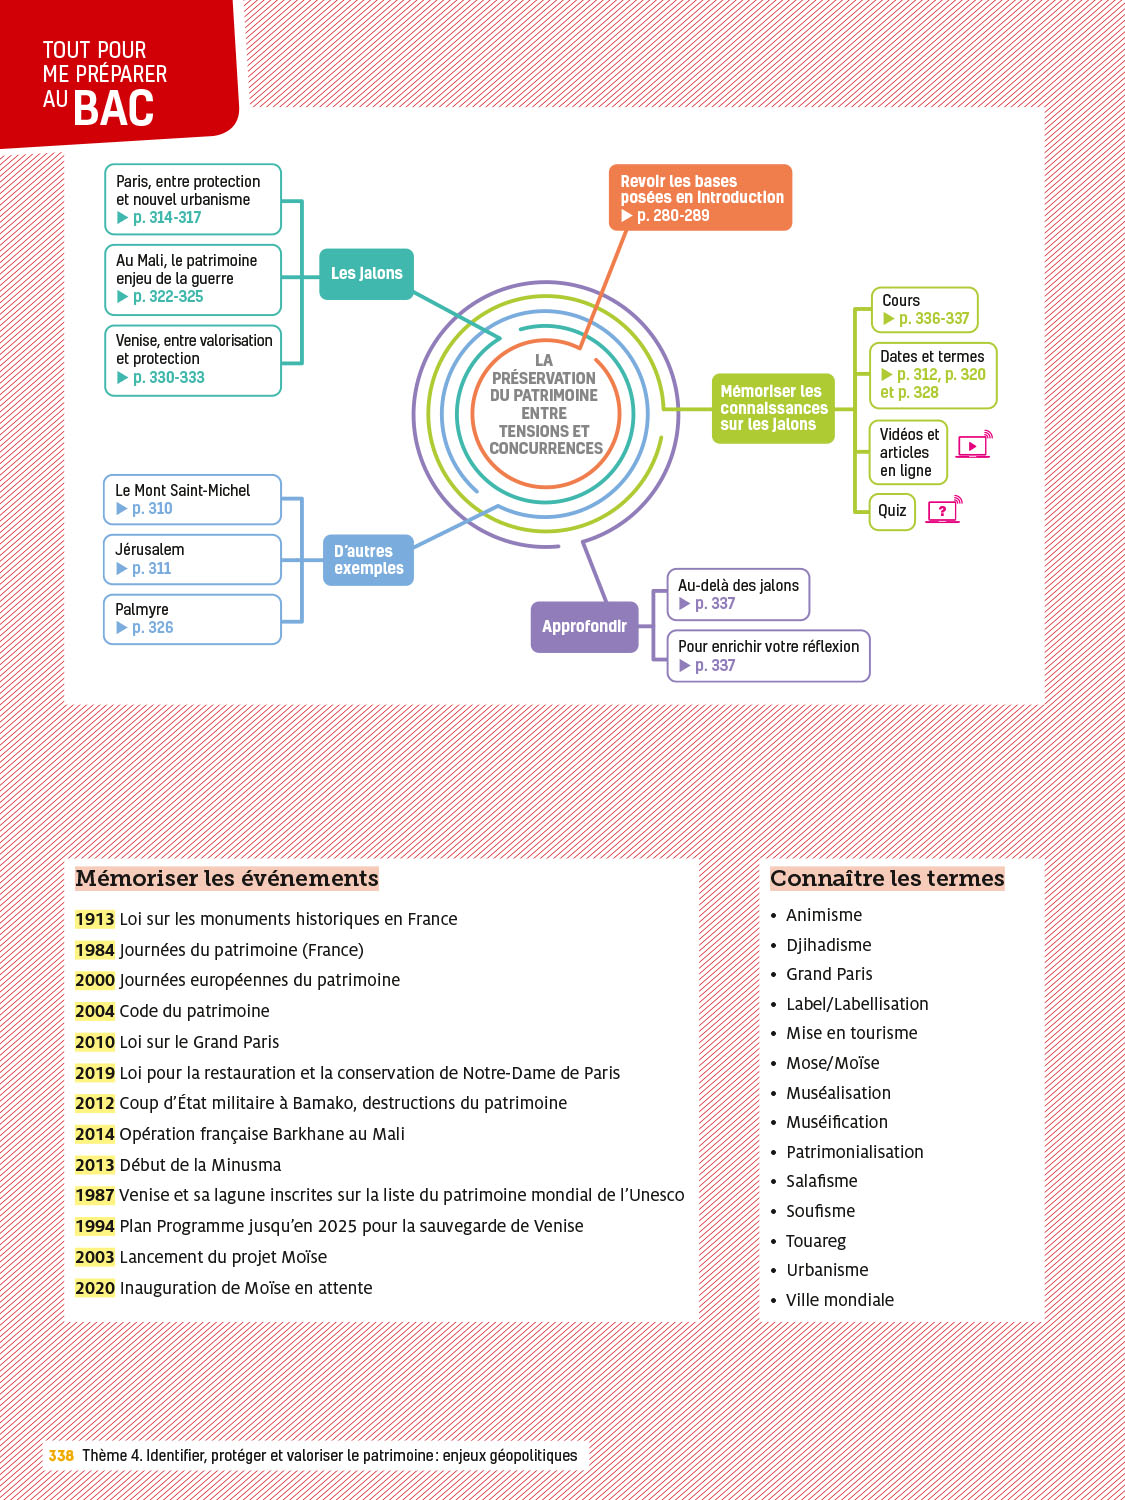 TOUT POUR
ME PRÉPARER
AU BAC
Paris, entre protection
et nouvel urbanisme
▶ p. 314-317
Au Mali, le patrimoine
enjeu de la guerre
▶ p. 322-325
Venise, entre valorisation
et protection
▶ p. 330-333
Les jalons
Revoir les bases
posées en introduction
▶ p. 280-289
LA
PRÉSERVATION
DU PATRIMOINE
ENTRE
TENSIONS ET
CONCURRENCES
Mémoriser les
connaissances
sur les jalons
Cours
▶ p. 336-337
Dates et termes
▶ p. 312, p. 320
et p. 328
Vidéos et
articles
en ligne
Quiz
?
Le Mont Saint-Michel
▶ p. 310
Jérusalem
▶ p. 311
Palmyre
▶ p. 326
D'autres
exemples
Approfondir
Au-delà des jalons
▶ p. 337
Pour enrichir votre réflexion
▶ p. 337
Mémoriser les événements
1913 Loi sur les monuments historiques en France
1984 Journées du patrimoine (France)
2000 Journées européennes du patrimoine
2004 Code du patrimoine
2010 Loi sur le Grand Paris
2019 Loi pour la restauration et la conservation de Notre-Dame de Paris
2012 Coup d'État militaire à Bamako, destructions du patrimoine
2014 Opération française Barkhane au Mali
2013 Début de la Minusma
1987 Venise et sa lagune inscrites sur la liste du patrimoine mondial de l'Unesco
1994 Plan Programme jusqu'en 2025 pour la sauvegarde de Venise
2003 Lancement du projet Moïse
2020 Inauguration de Moïse en attente
Connaître les termes
• Animisme
• Djihadisme
• Grand Paris
• Label/Labellisation
• Mise en tourisme
• Mose/Moïse
• Muséalisation
• Muséification
• Patrimonialisation
• Salafisme
• Soufisme
• Touareg
• Urbanisme
• Ville mondiale
338 Thème 4. Identifier, protéger et valoriser le patrimoine : enjeux géopolitiques